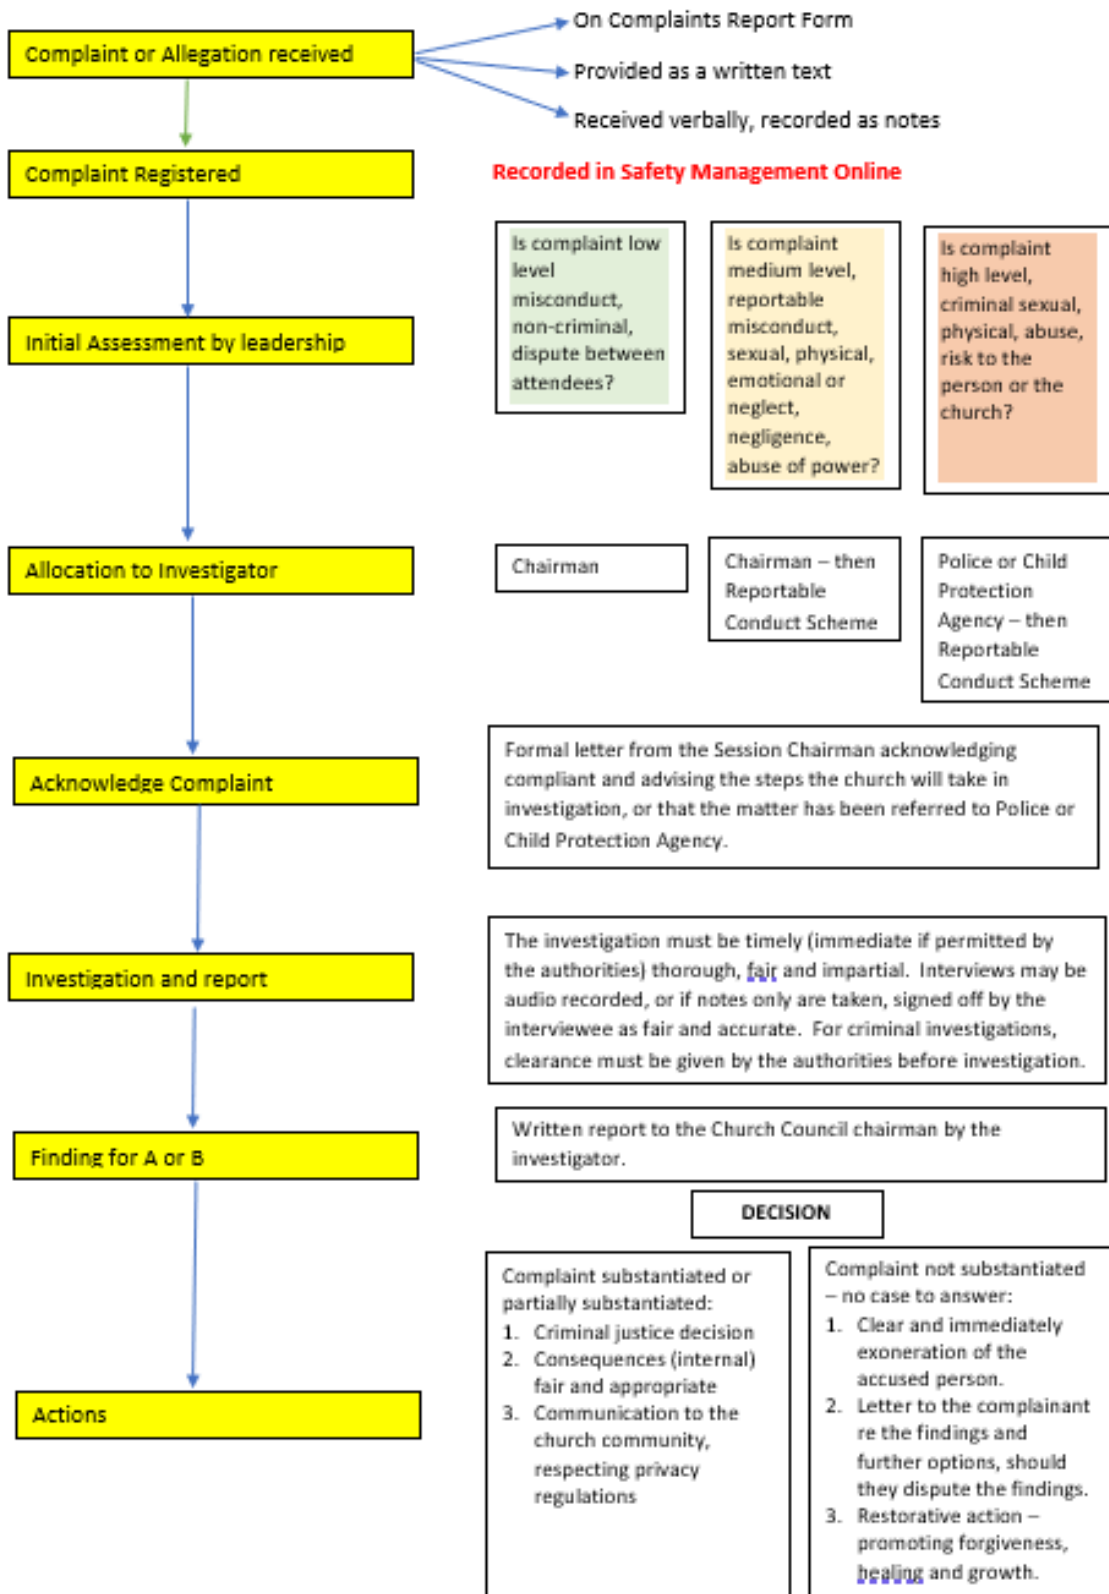 Complaint or Allegation received
On Complaints Report Form
Provided as a written text
Received verbally, recorded as notes
Complaint Registered
Recorded in Safety Management Online
Initial Assessment by leadership
Is complaint low
level
misconduct,
non-criminal,
dispute between
attendees?
Is complaint
medium level,
reportable
misconduct,
sexual, physical,
emotional or
neglect,
negligence,
abuse of power?
Is complaint
high level,
criminal sexual,
physical, abuse,
risk to the
person or the
church?
Allocation to Investigator
Chairman
Chairman – then
Reportable
Conduct Scheme
Police or Child
Protection
Agency – then
Reportable
Conduct Scheme
Acknowledge Complaint
Formal letter from the Session Chairman acknowledging
compliant and advising the steps the church will take in
investigation, or that the matter has been referred to Police or
Child Protection Agency.
Investigation and report
The investigation must be timely (immediate if permitted by
the authorities) thorough, fair and impartial. Interviews may be
audio recorded, or if notes only are taken, signed off by the
interviewee as fair and accurate. For criminal investigations,
clearance must be given by the authorities before investigation.
Finding for A or B
Written report to the Church Council chairman by the
investigator.
DECISION
Actions
Complaint substantiated or
partially substantiated:
1. Criminal justice decision
2. Consequences (internal)
fair and appropriate
3. Communication to the
church community,
respecting privacy
regulations
Complaint not substantiated
– no case to answer:
1. Clear and immediately
exoneration of the
accused person.
2. Letter to the complainant
re the findings and
further options, should
they dispute the findings.
3. Restorative action –
promoting forgiveness,
healing and growth.